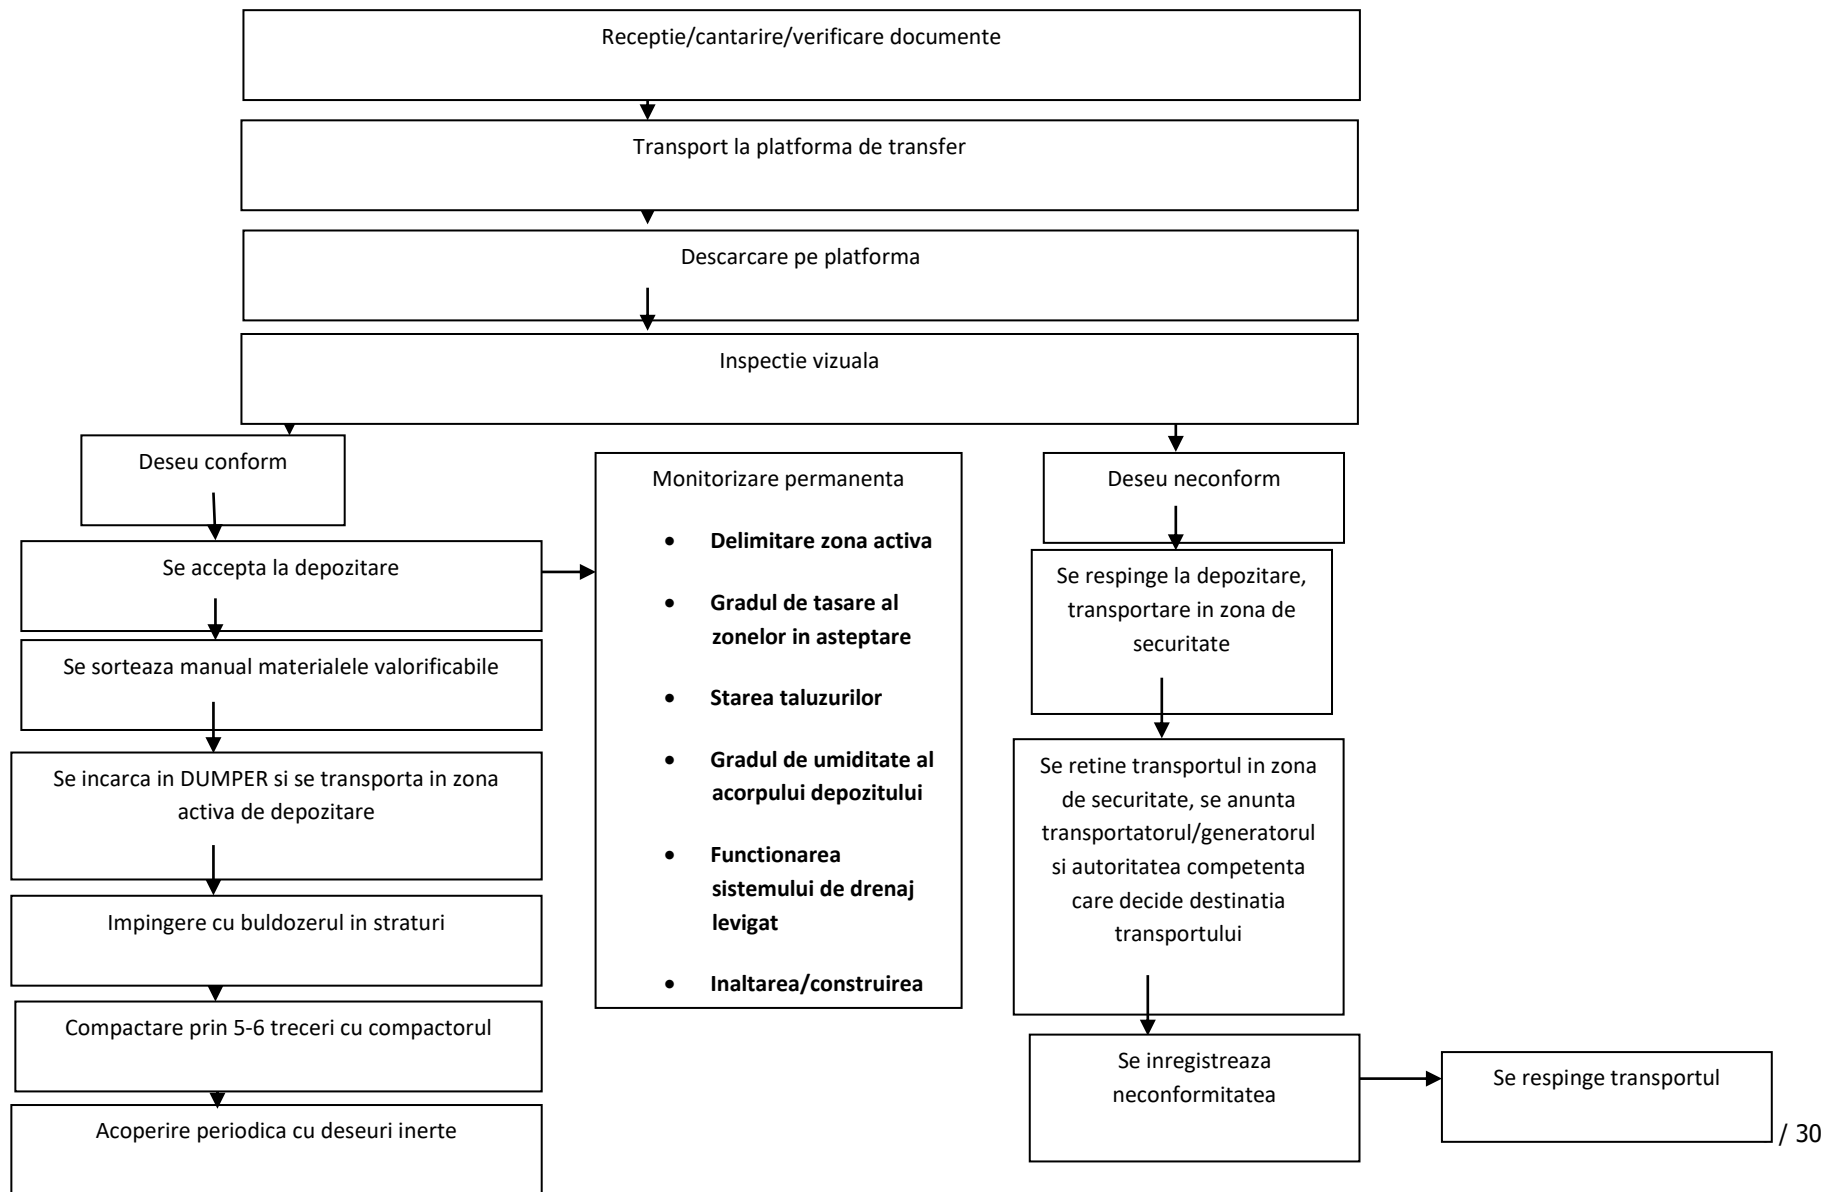 Receptie/cantarire/verificare documente
Transport la platforma de transfer
Descarcare pe platforma
Inspectie vizuala
Deseu conform
Se accepta la depozitare
Se sorteaza manual materialele valorificabile
Se incarca in DUMPER si se transporta in zona
activa de depozitare
Impingere cu buldozerul in straturi
Compactare prin 5-6 treceri cu compactorul
Acoperire periodica cu deseuri inerte
Monitorizare permanenta
• Delimitare zona activa
• Gradul de tasare al
zonelor in asteptare
• Starea taluzurilor
• Gradul de umiditate al
acorpului depozitului
• Functionarea
sistemului de drenaj
levigat
• Inaltarea/construirea
Deseu neconform
Se respinge la depozitare,
transportare in zona de
securitate
Se retine transportul in zona
de securitate, se anunta
transportatorul/generatorul
si autoritatea competenta
care decide destinatia
transportului
Se inregistreaza
neconformitatea
Se respinge transportul
/ 30